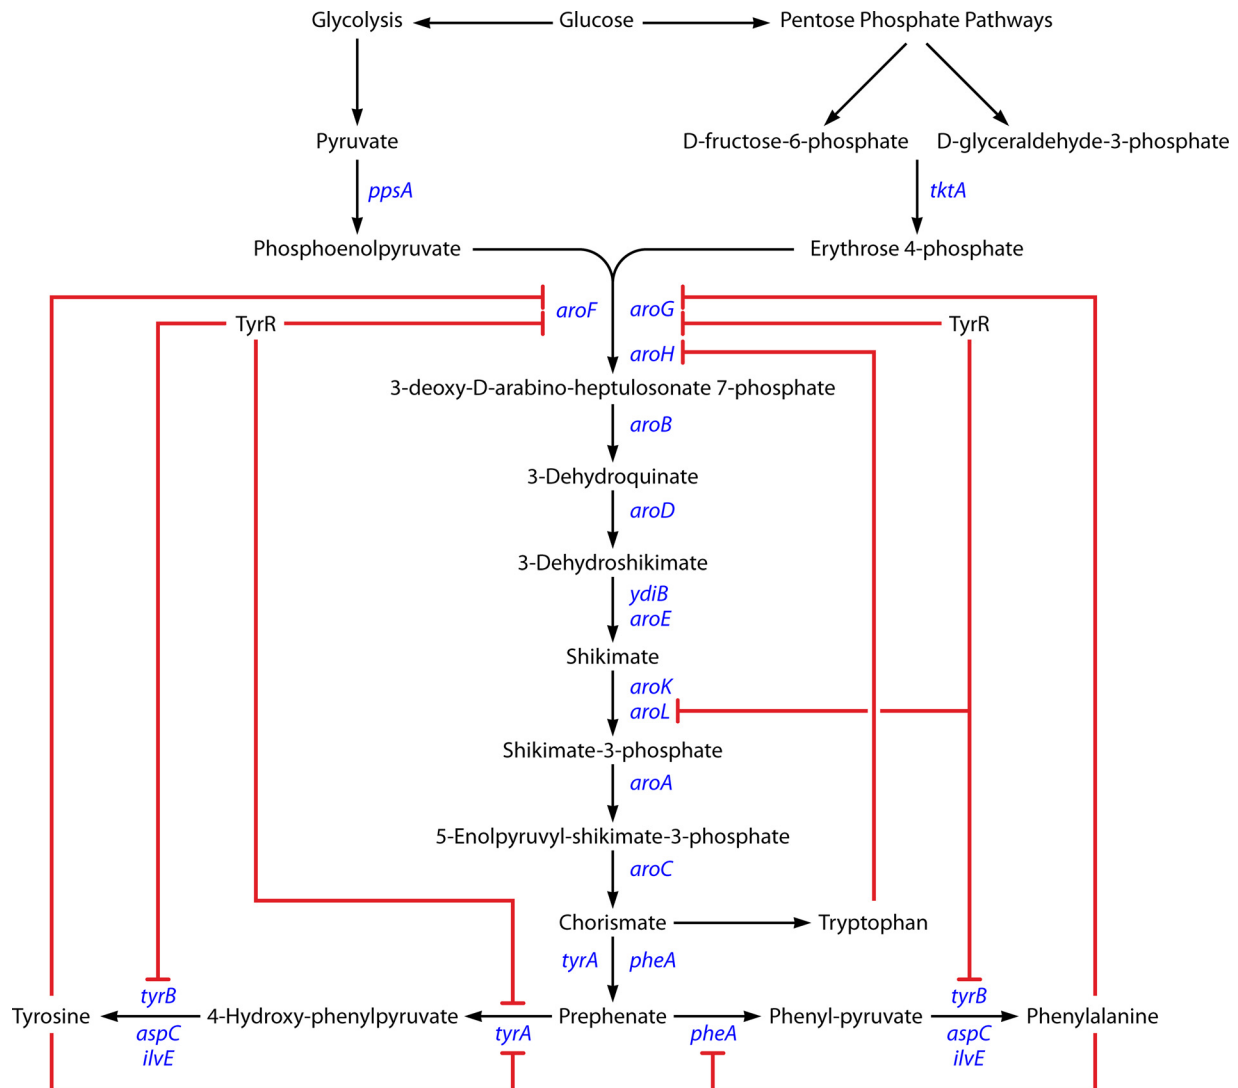 Glycolysis Glucose Pentose Phosphate Pathways
Pyruvate D-fructose-6-phosphate D-glyceraldehyde-3-phosphate
ppsA tktA
Phosphoenolpyruvate Erythrose 4-phosphate
aroF aroG
TyrR TyrR
aroH
3-deoxy-D-arabino-heptulosonate 7-phosphate
aroB
3-Dehydroquinate
aroD
3-Dehydroshikimate
ydiB
aroE
Shikimate
aroK
aroL
Shikimate-3-phosphate
aroA
5-Enolpyruvyl-shikimate-3-phosphate
aroC
Chorismate Tryptophan
tyrA pheA
tyrB tyrB
Tyrosine 4-Hydroxy-phenylpyruvate Prephenate Phenyl-pyruvate Phenylalanine
aspC tyrA pheA aspC
ilvE ilvE